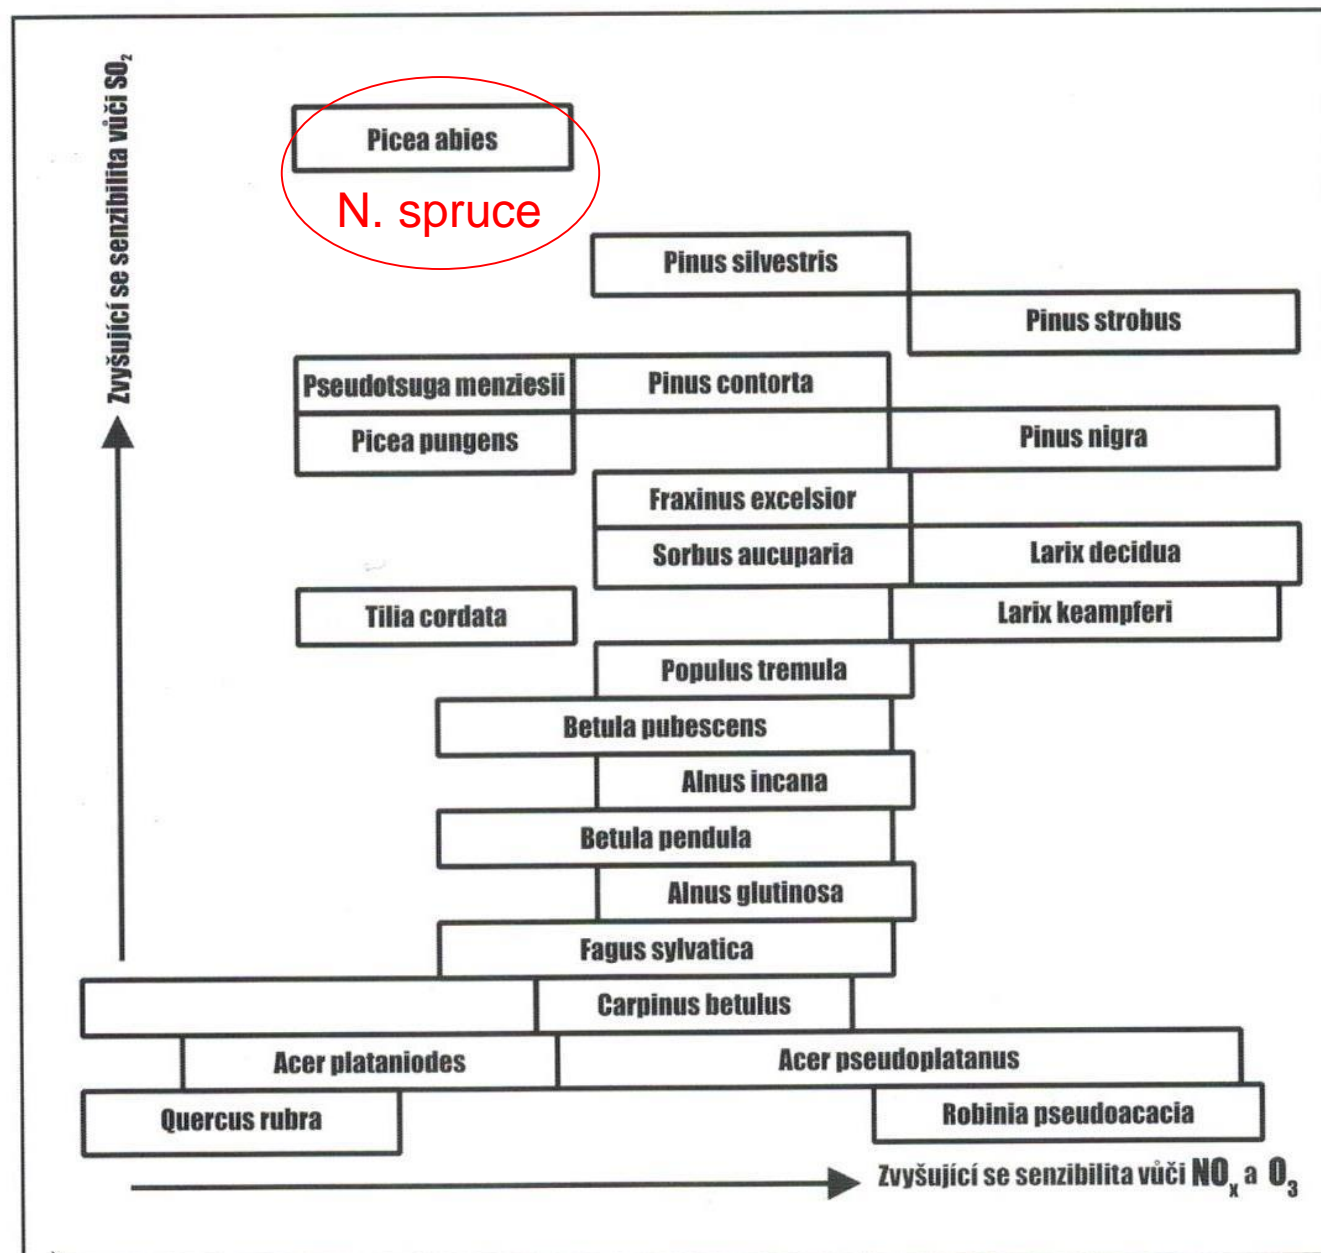 Zvyšující se senzibilita vůči SO₂
Picea abies
N. spruce
Pinus silvestris
Pinus strobus
Pseudotsuga menziesii
Pinus contorta
Picea pungens
Pinus nigra
Fraxinus excelsior
Sorbus aucuparia
Larix decidua
Tilia cordata
Larix keampferi
Populus tremula
Betula pubescens
Alnus incana
Betula pendula
Alnus glutinosa
Fagus sylvatica
Carpinus betulus
Acer plataniodes
Acer pseudoplatanus
Quercus rubra
Robinia pseudoacacia
Zvyšující se senzibilita vůči NOₓ a O₃